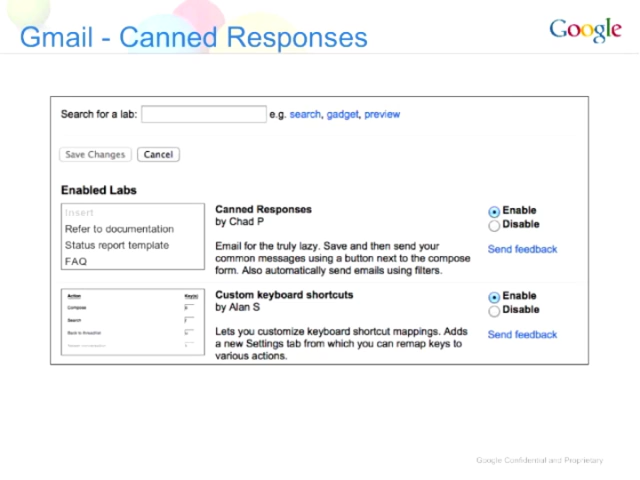 Gmail - Canned Responses
Google
Search for a lab: e.g. search, gadget, preview
Save Changes Cancel
Enabled Labs
Insert
Refer to documentation
Status report template
FAQ
Canned Responses
by Chad P
Email for the truly lazy. Save and then send your
common messages using a button next to the compose
form. Also automatically send emails using filters.
Enable
Disable
Send feedback
Action Key(s)
Compose
Search
Custom keyboard shortcuts
by Alan S
Lets you customize keyboard shortcut mappings. Adds
a new Settings tab from which you can remap keys to
various actions.
Enable
Disable
Send feedback
Google Confidential and Proprietary